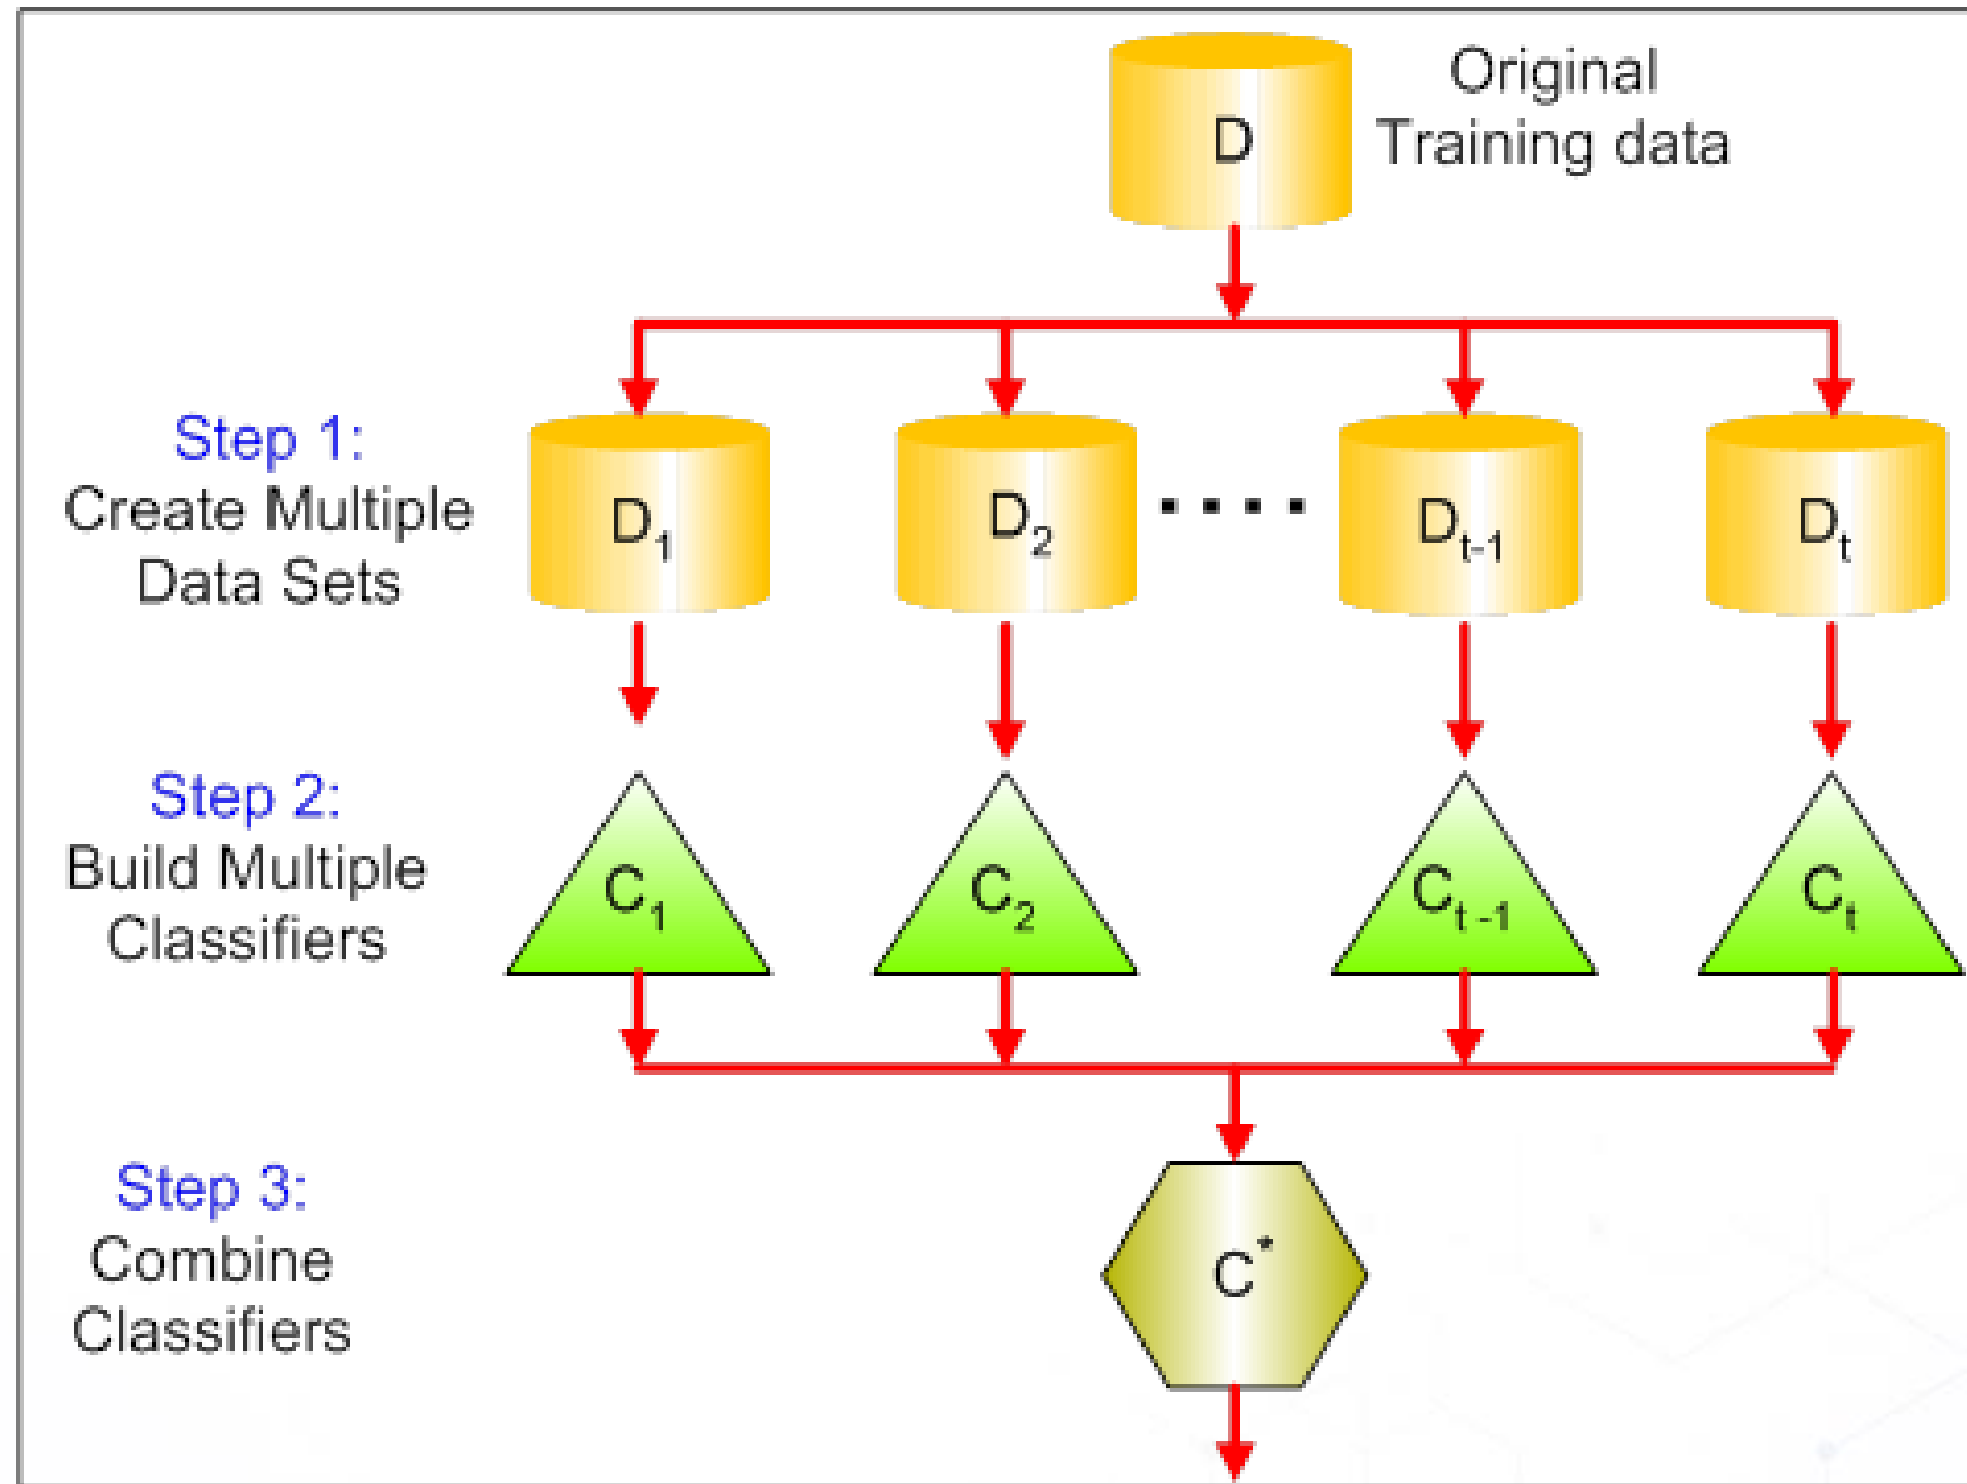 D
Original
Training data
Step 1:
Create Multiple
Data Sets
D₁
D₂
....
Dₜ₋₁
Dₜ
Step 2:
Build Multiple
Classifiers
C₁
C₂
Cₜ ₋₁
Cₜ
Step 3:
Combine
Classifiers
C*